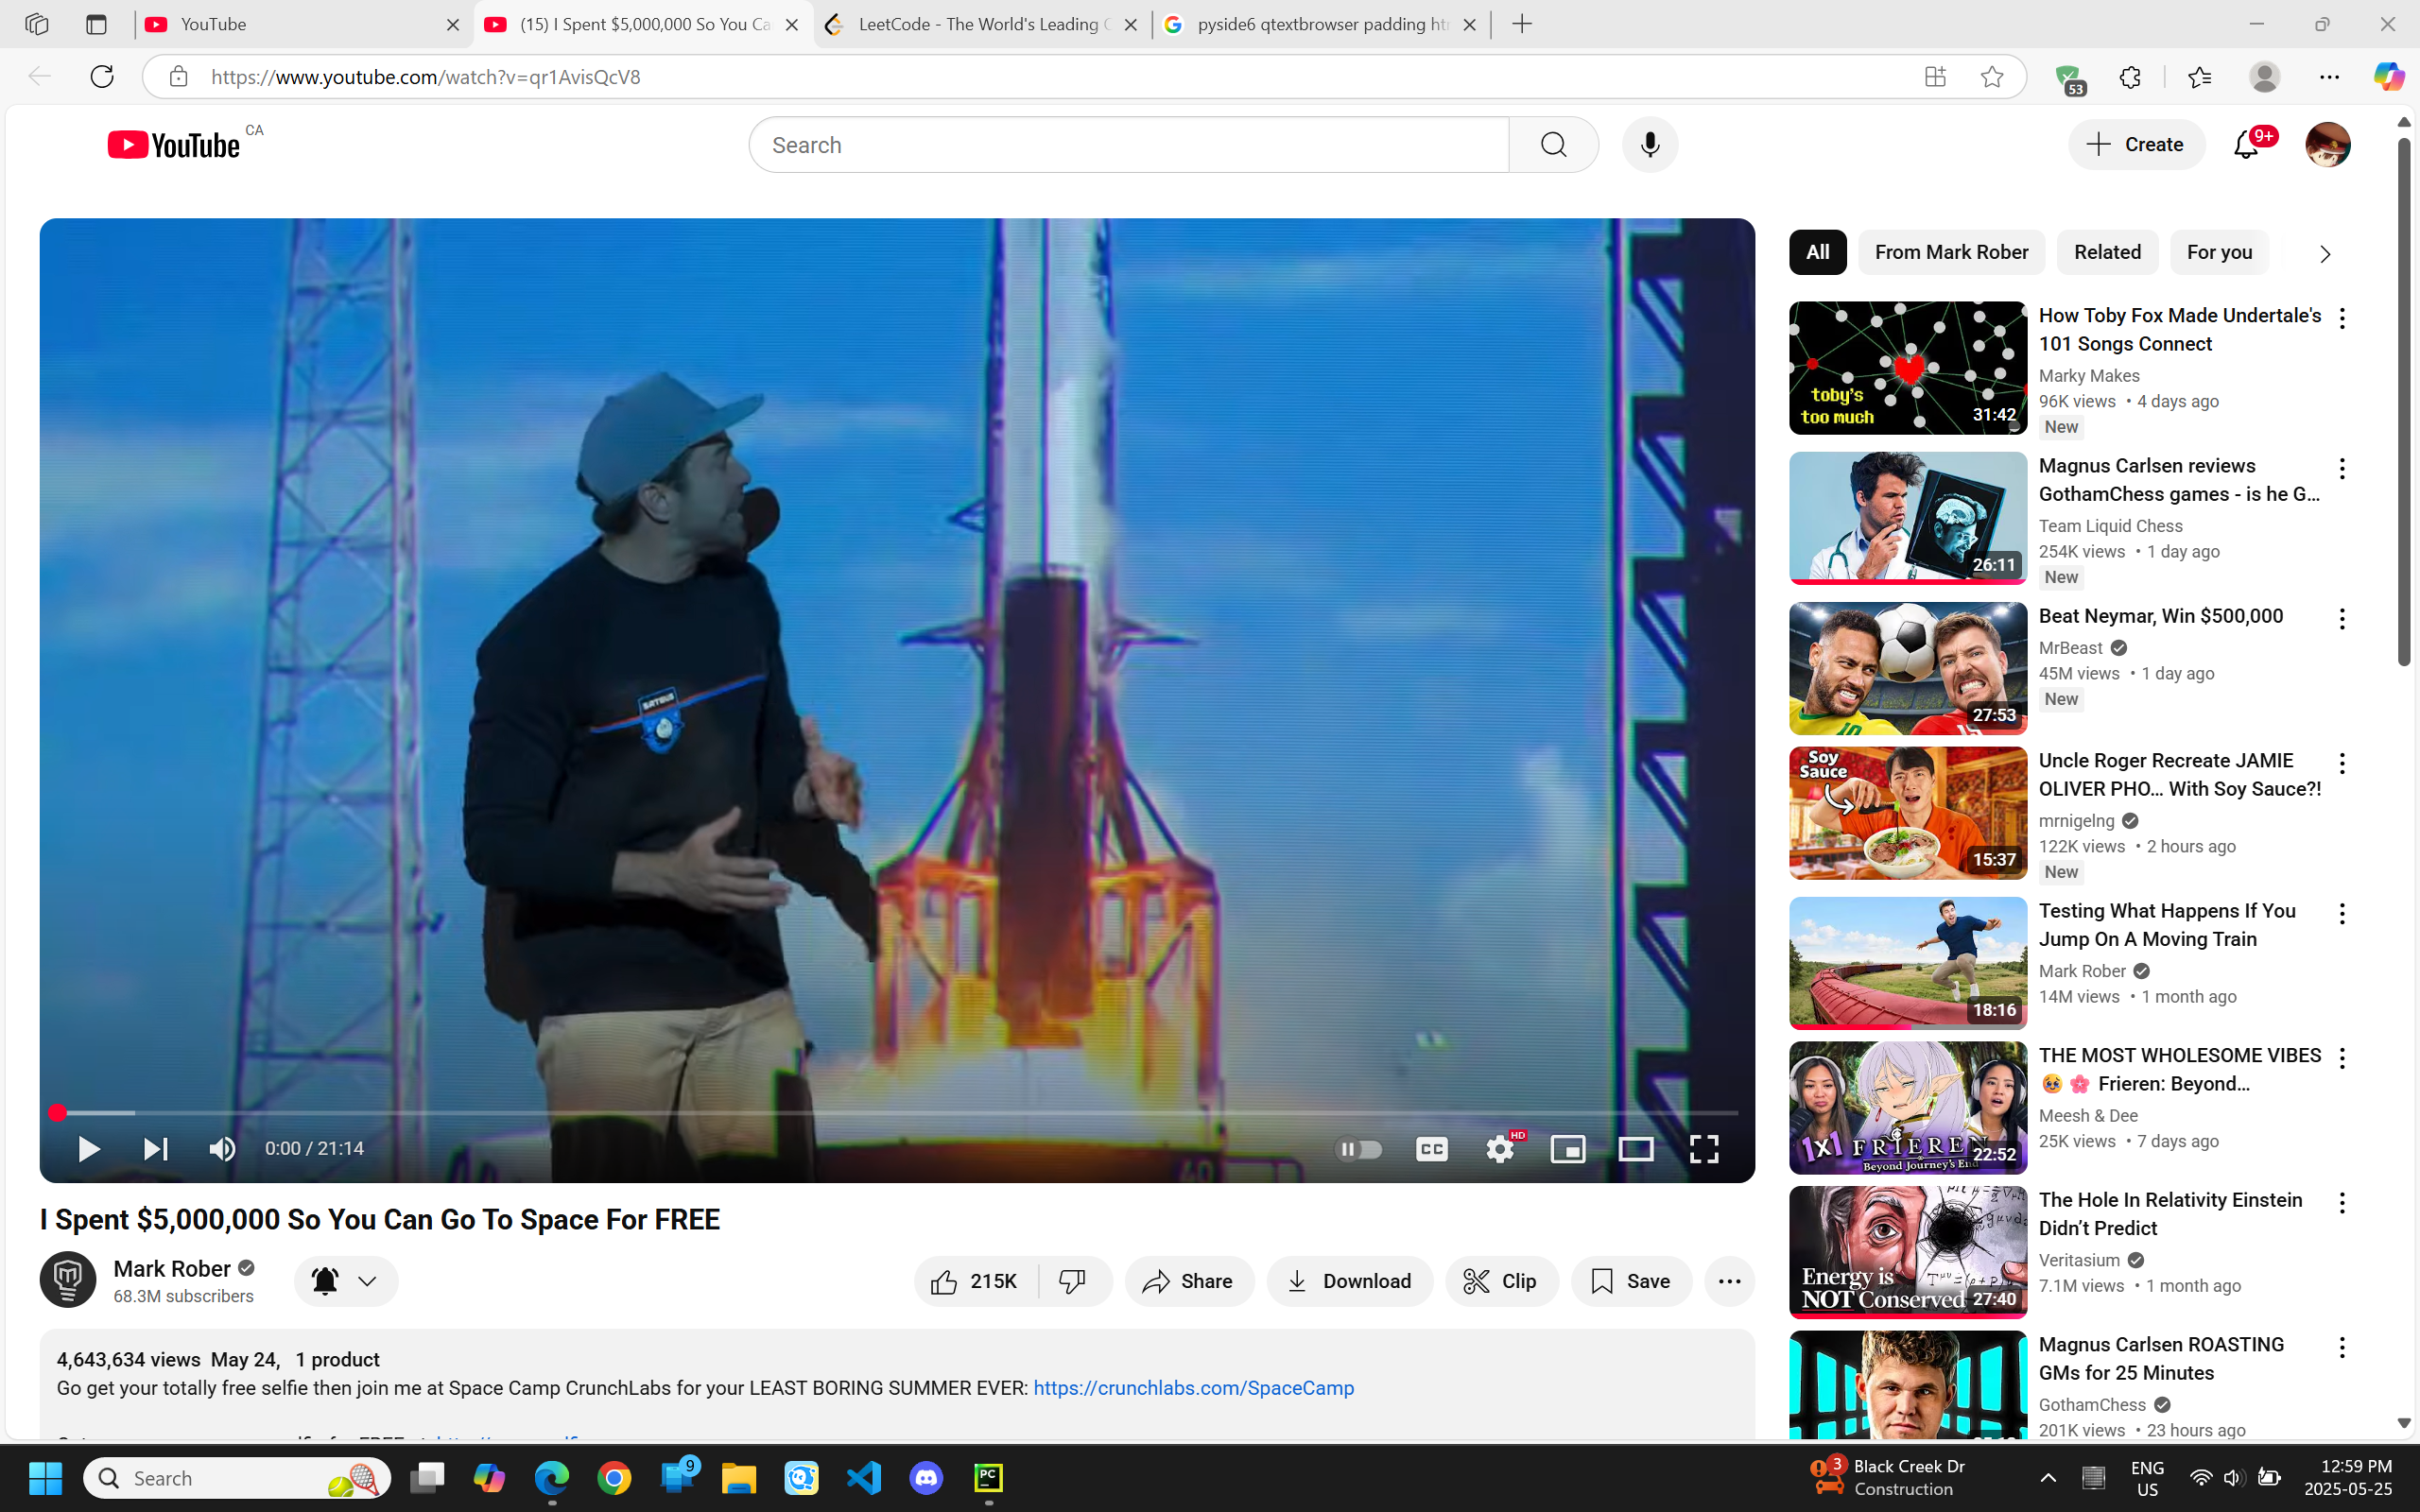 YouTube
(15) I Spent $5,000,000 So You Ca
LeetCode - The World's Leading
pyside6 qtextbrowser padding ht
https://www.youtube.com/watch?v=qr1AvisQcV8
53
YouTube CA
Search
Create
9+
All
From Mark Rober
Related
For you
toby's
too much
31:42
How Toby Fox Made Undertale's
101 Songs Connect
Marky Makes
96K views • 4 days ago
New
26:11
Magnus Carlsen reviews
GothamChess games - is he G...
Team Liquid Chess
254K views • 1 day ago
New
27:53
Beat Neymar, Win $500,000
MrBeast
45M views • 1 day ago
New
Soy
Sauce
15:37
Uncle Roger Recreate JAMIE
OLIVER PHO... With Soy Sauce?!
mrnigelng
122K views • 2 hours ago
New
18:16
Testing What Happens If You
Jump On A Moving Train
Mark Rober
14M views • 1 month ago
1x1 FRIEREN
Beyond Journey's End
22:52
THE MOST WHOLESOME VIBES
🥹 🌸 Frieren: Beyond...
Meesh & Dee
25K views • 7 days ago
Energy is
NOT Conserved
27:40
The Hole In Relativity Einstein
Didn’t Predict
Veritasium
7.1M views • 1 month ago
Magnus Carlsen ROASTING
GMs for 25 Minutes
GothamChess
201K views • 23 hours ago
SATGUS
0:00 / 21:14
CC
HD
I Spent $5,000,000 So You Can Go To Space For FREE
Mark Rober
68.3M subscribers
215K
Share
Download
Clip
Save
4,643,634 views May 24, 1 product
Go get your totally free selfie then join me at Space Camp CrunchLabs for your LEAST BORING SUMMER EVER: https://crunchlabs.com/SpaceCamp
Search
9
PC
3
Black Creek Dr
Construction
ENG
US
12:59 PM
2025-05-25